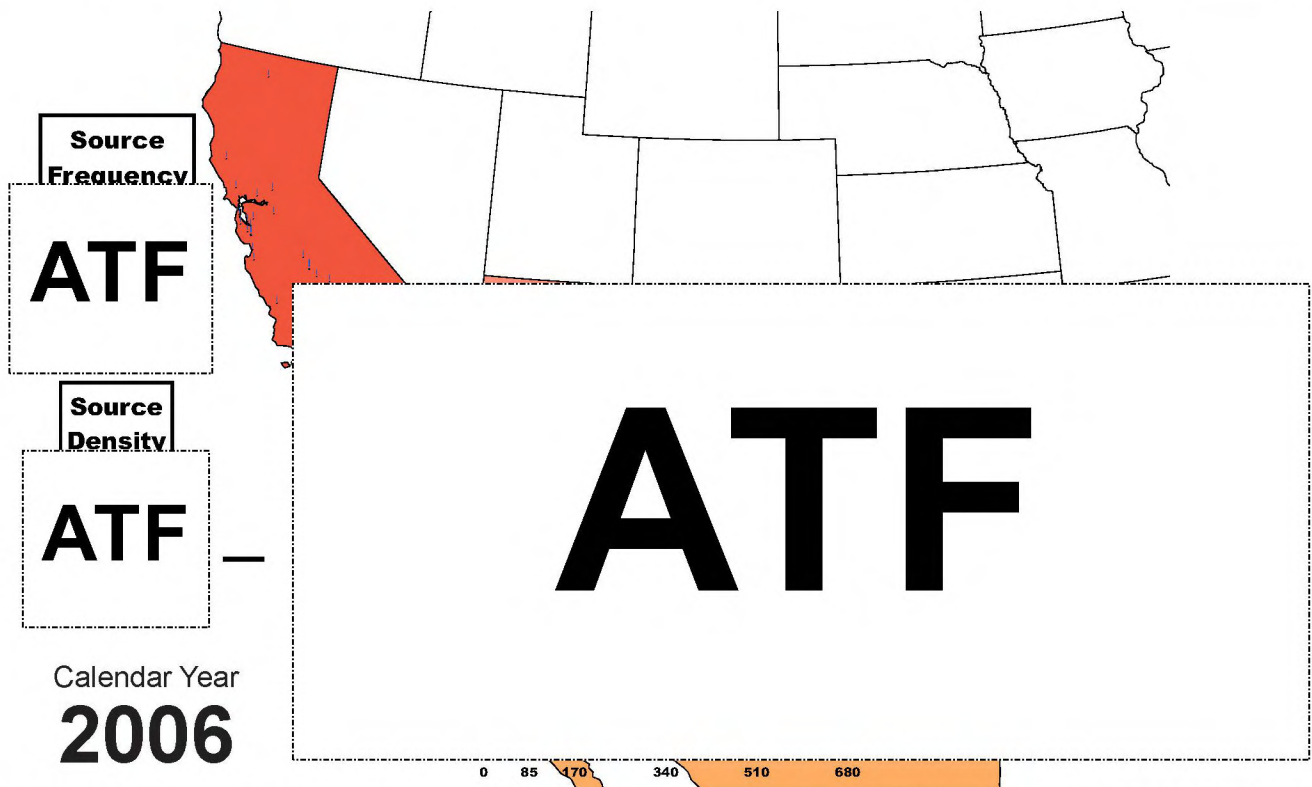 Source
Frequency
ATF
Source
Density
ATF
ATF
Calendar Year
2006
0 85 170 340 510 680